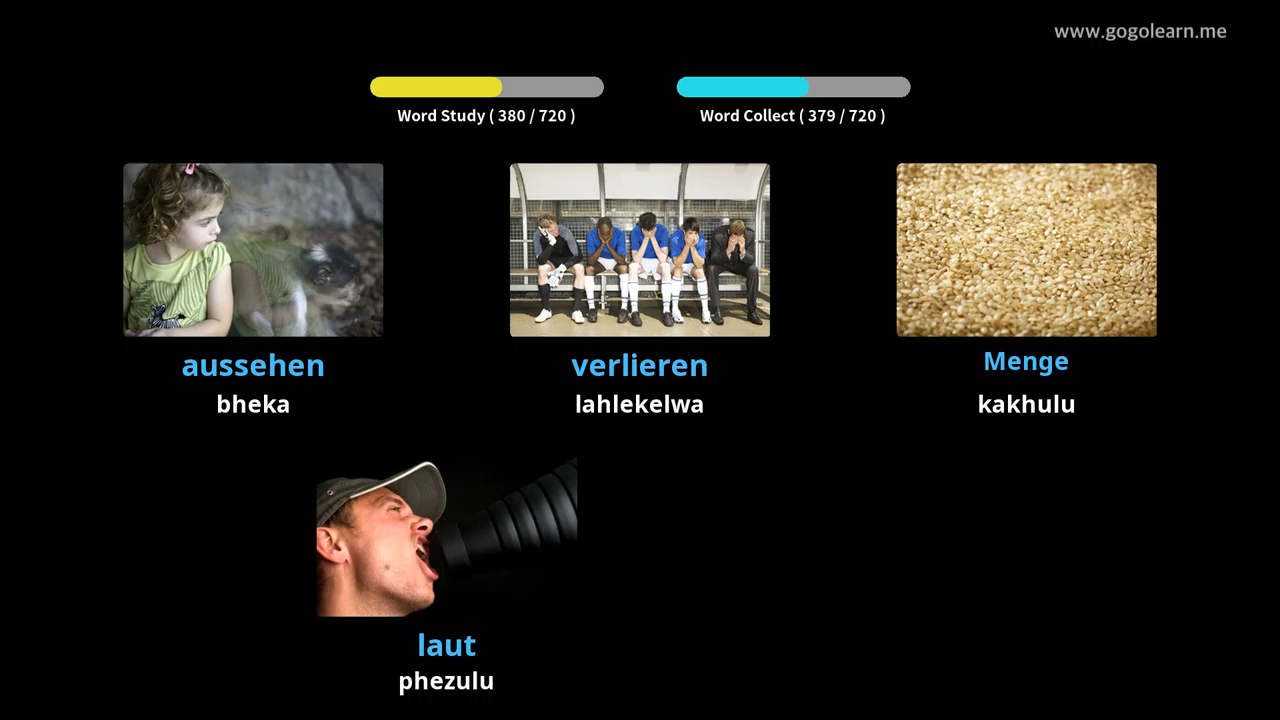 www.gogolearn.me
Word Study ( 380 / 720 )
Word Collect ( 379 / 720 )
aussehen
bheka
verlieren
lahlekelwa
Menge
kakhulu
laut
phezulu